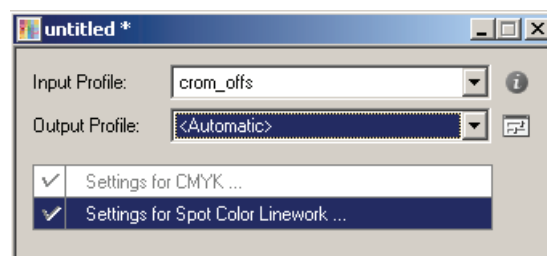 untitled *
Input Profile: crom_offs
Output Profile: <Automatic>
Settings for CMYK ...
Settings for Spot Color Linework ...